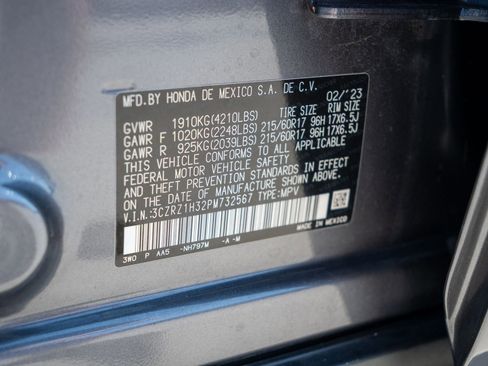 MFD.BY HONDA DE MEXICO S.A. DE C.V. 02/'23
GVWR 1910KG(4210LBS) TIRE SIZE RIM SIZE
GAWR F 1020KG(2248LBS) 215/60R17 96H 17X6.5J
GAWR R 925KG(2039LBS) 215/60R17 96H 17X6.5J
THIS VEHICLE CONFORMS TO ALL APPLICABLE
FEDERAL MOTOR VEHICLE SAFETY STANDARDS IN EFFECT
ON THE DATE OF MANUFACTURE SHOWN ABOVE.
V.I.N.:3CZRZ1H32PM732567 TYPE:MPV
MADE IN MEXICO
3W0 P AA5 -NH797M -A -M